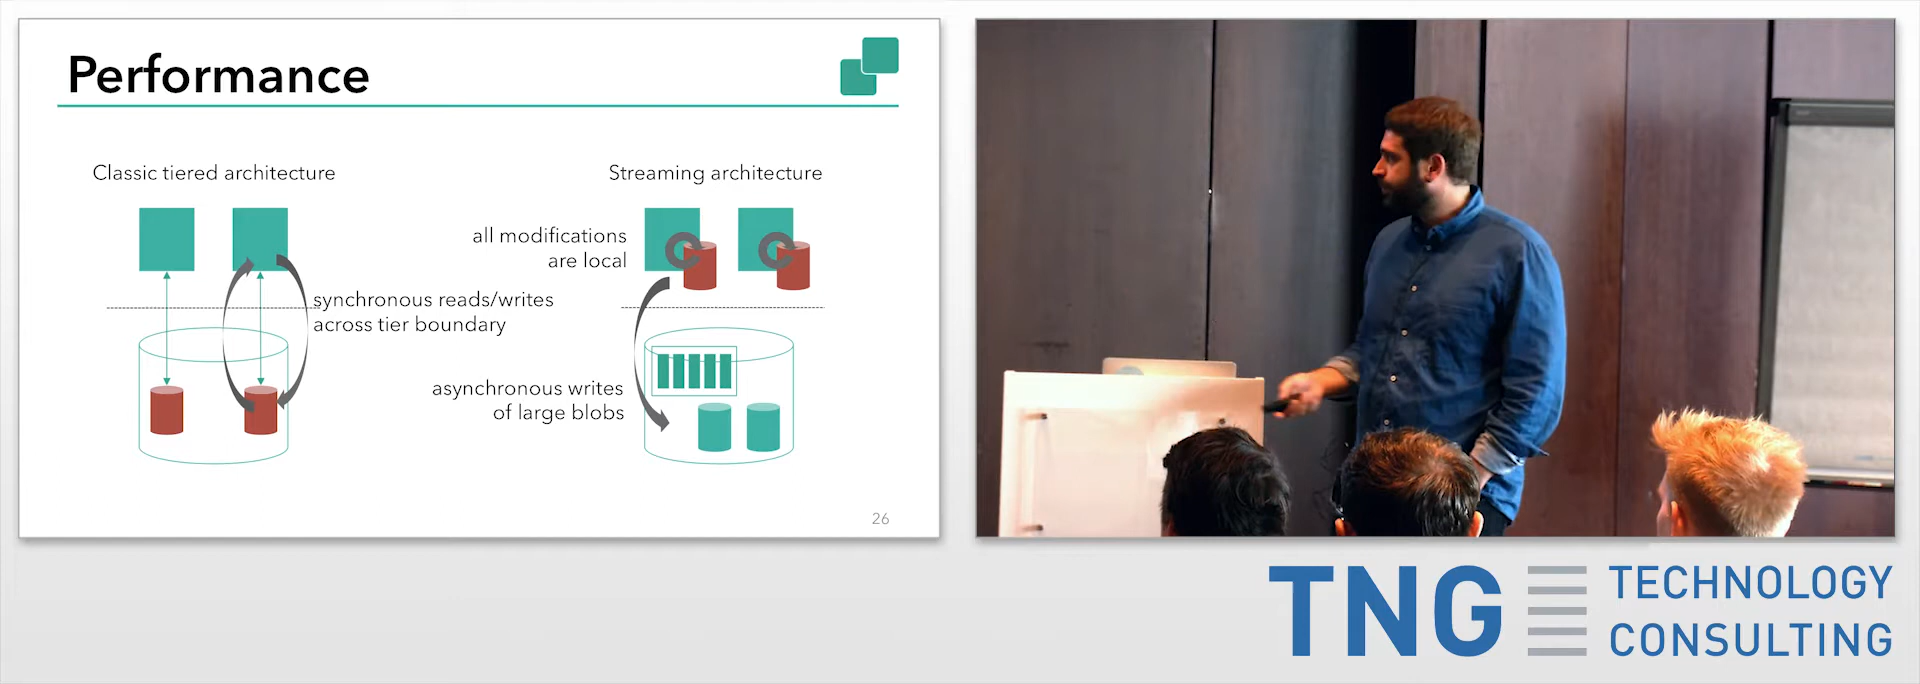 Performance
Classic tiered architecture
synchronous reads/writes
across tier boundary
Streaming architecture
all modifications
are local
asynchronous writes
of large blobs
26
TNG TECHNOLOGY
CONSULTING